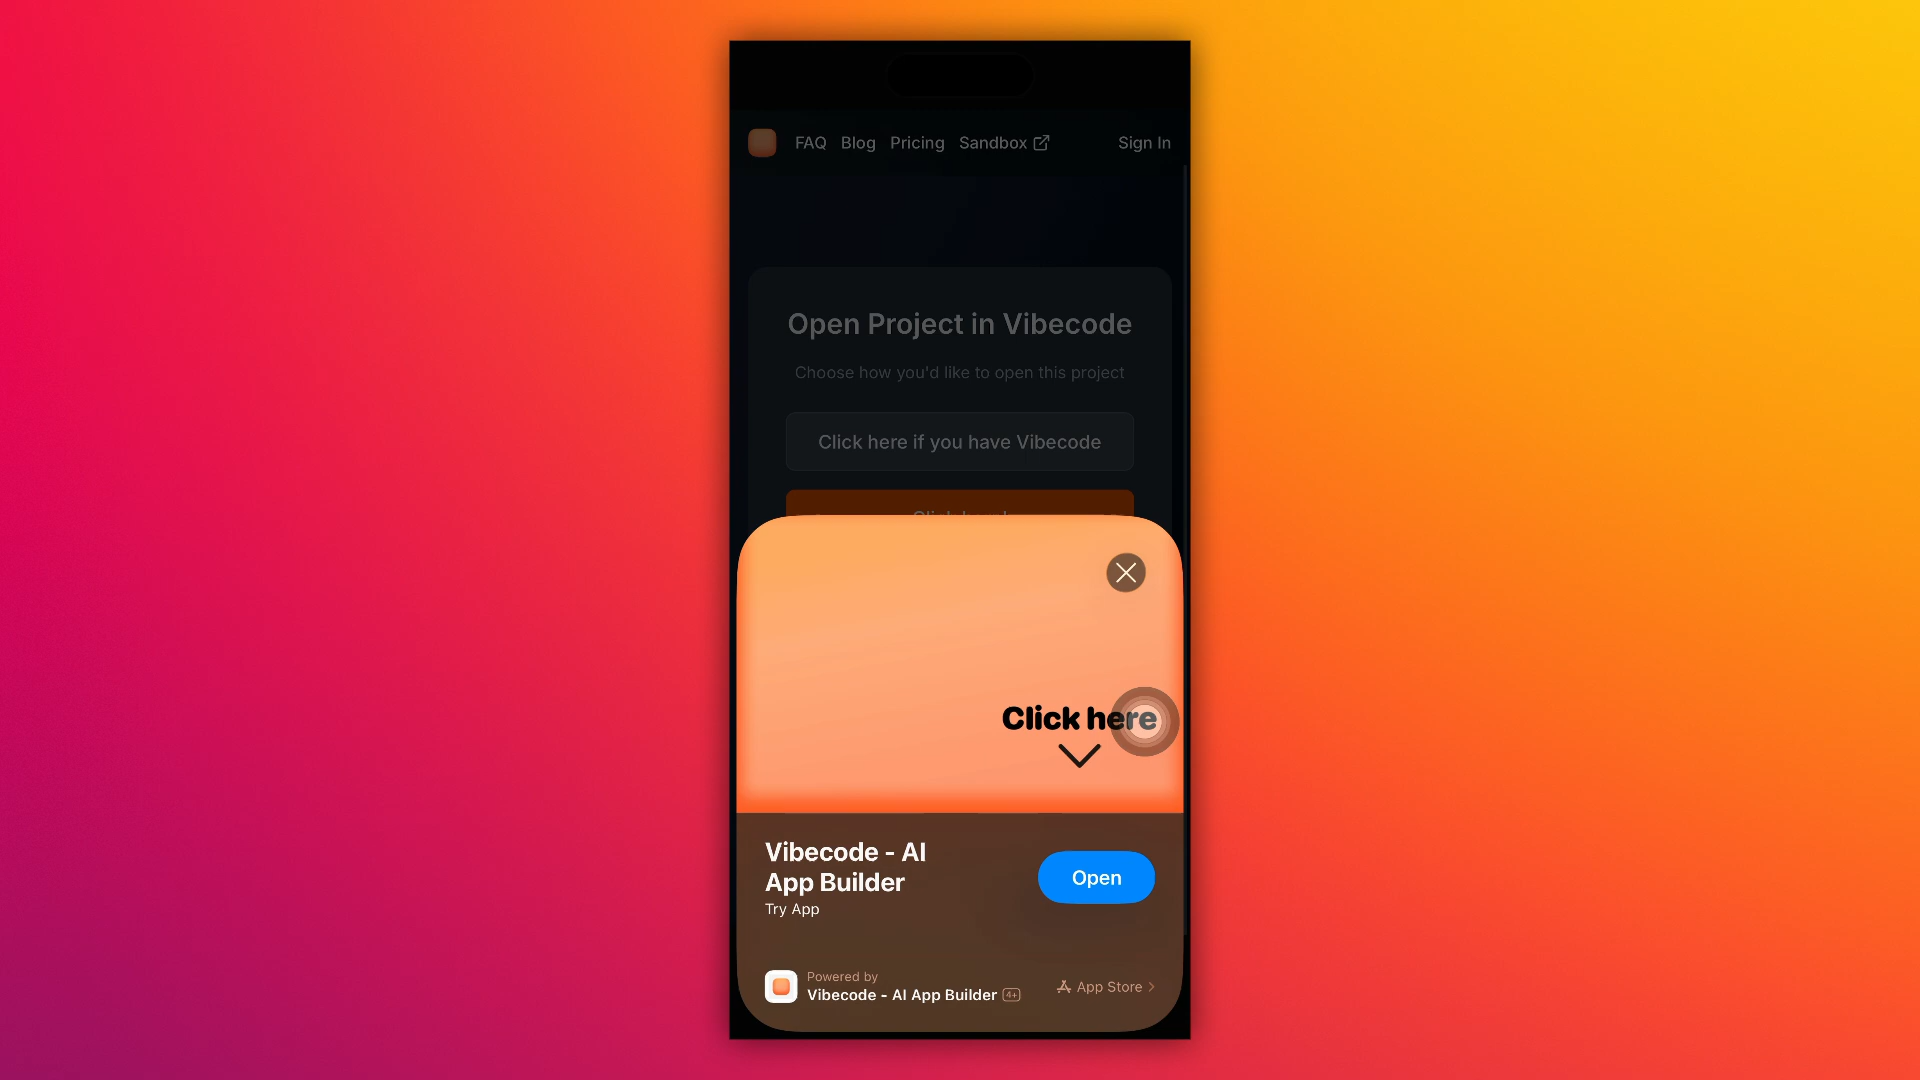 FAQ Blog Pricing Sandbox Sign In
Open Project in Vibecode
Choose how you'd like to open this project
Click here if you have Vibecode
Click here
Vibecode - AI
App Builder
Try App
Open
Powered by
Vibecode - AI App Builder 4+
App Store